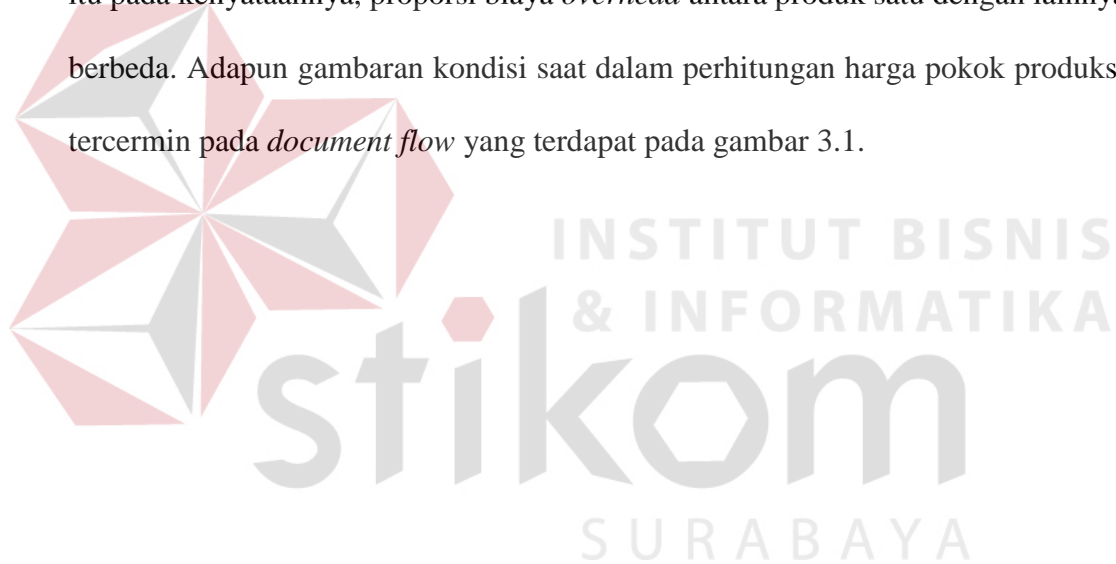 itu pada kenyataannya, proporsi biaya overhead antara produk satu dengan lainnya
berbeda. Adapun gambaran kondisi saat dalam perhitungan harga pokok produks
tercermin pada document flow yang terdapat pada gambar 3.1.
INSTITUT BISNIS
& INFORMATIKA
stikom
SURABAYA